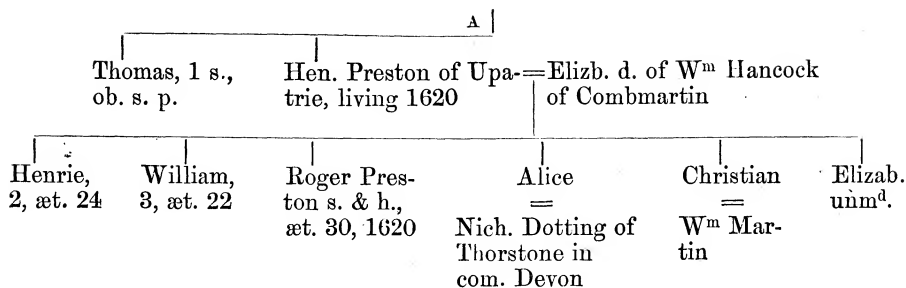 A
Thomas, 1 s.,
ob. s. p.
Hen. Preston of Upa-=Elizb. d. of Wm Hancock
trie, living 1620
of Combmartin
Henrie,
2, æt. 24
William,
3, æt. 22
Roger Pres-
ton s. & h.,
æt. 30, 1620
Alice
=
Nich. Dotting of
Thorstone in
com. Devon
Christian
=
Wm Mar-
tin
Elizab.
unmd.